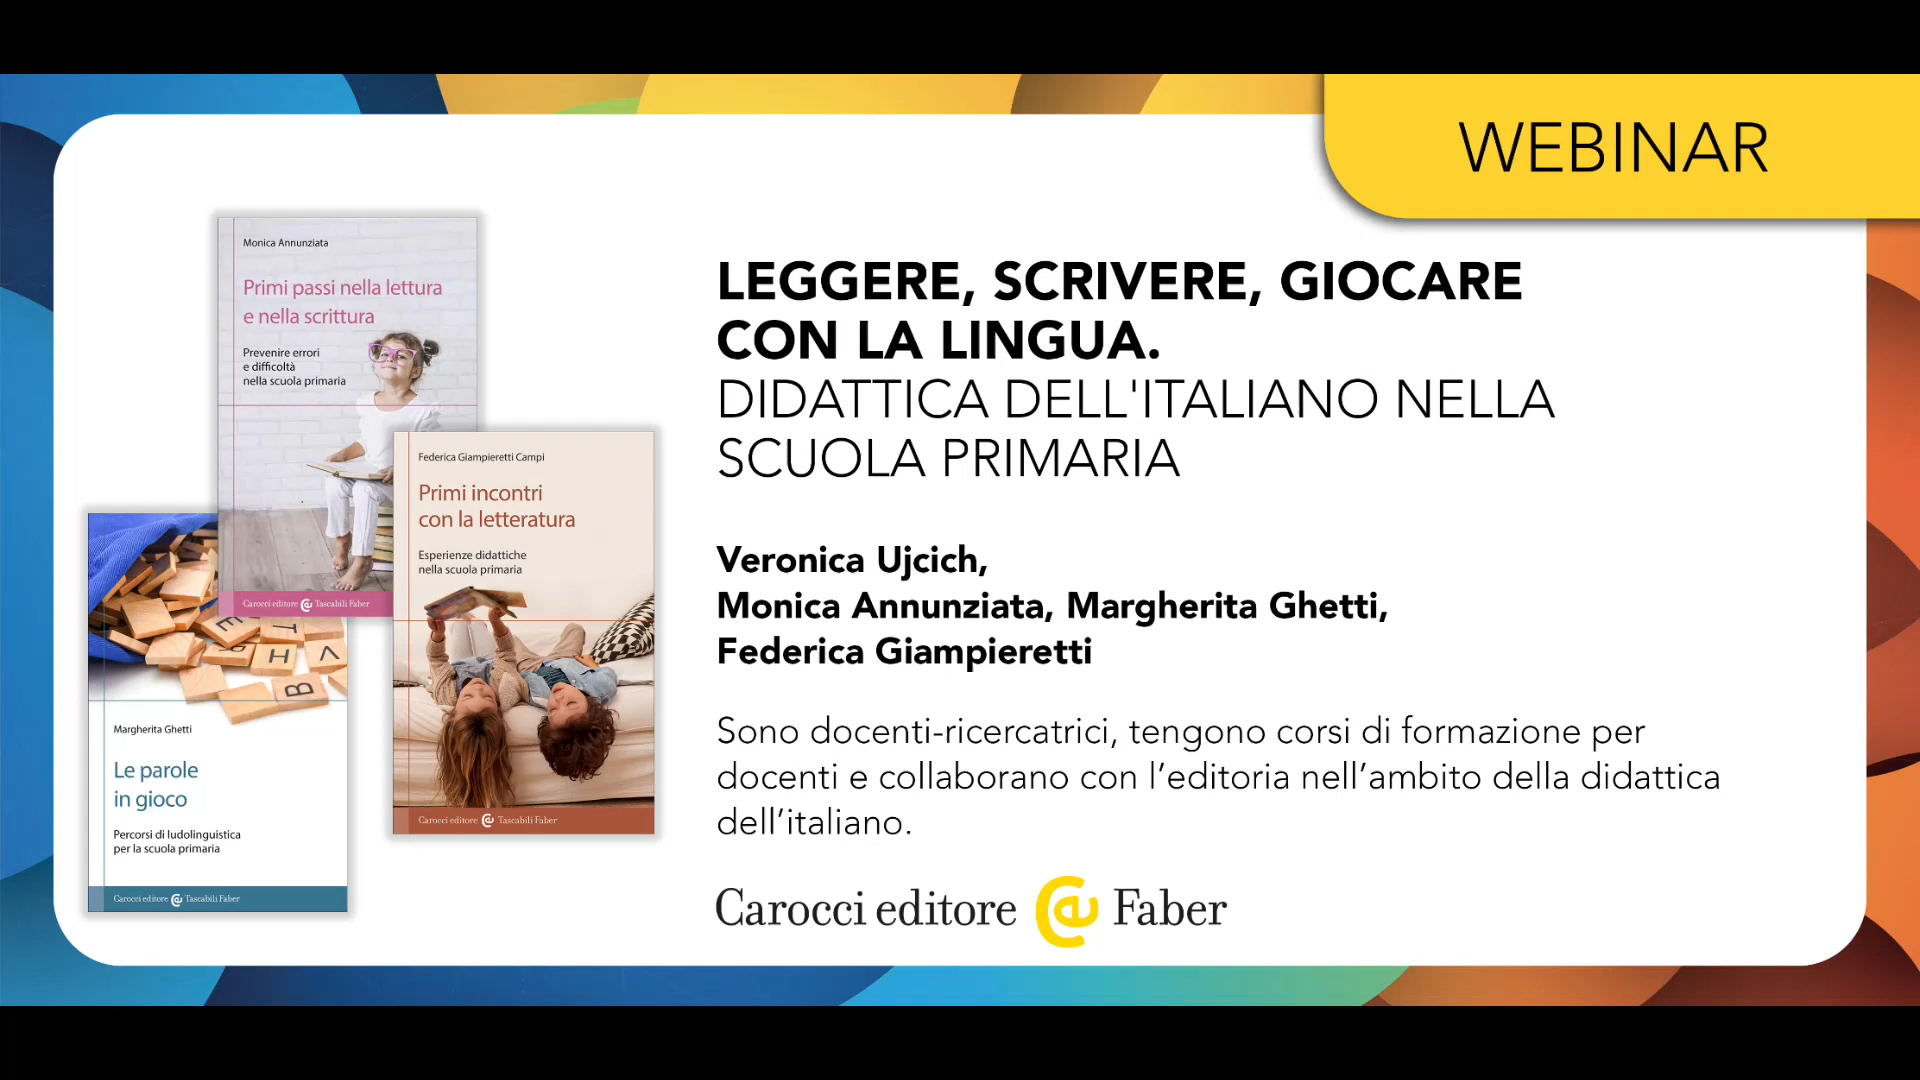 WEBINAR
Monica Annunziata
Primi passi nella lettura
e nella scrittura
Prevenire errori
e difficoltà
nella scuola primaria
Carocci editore Tascabili Faber
Federica Giampieretti Campi
Primi incontri
con la letteratura
Esperienze didattiche
nella scuola primaria
Carocci editore Tascabili Faber
Margherita Ghetti
Le parole
in gioco
Percorsi di ludolinguistica
per la scuola primaria
Carocci editore Tascabili Faber
LEGGERE, SCRIVERE, GIOCARE
CON LA LINGUA.
DIDATTICA DELL'ITALIANO NELLA
SCUOLA PRIMARIA
Veronica Ujcich,
Monica Annunziata, Margherita Ghetti,
Federica Giampieretti
Sono docenti-ricercatrici, tengono corsi di formazione per
docenti e collaborano con l’editoria nell’ambito della didattica
dell’italiano.
Carocci editore Faber